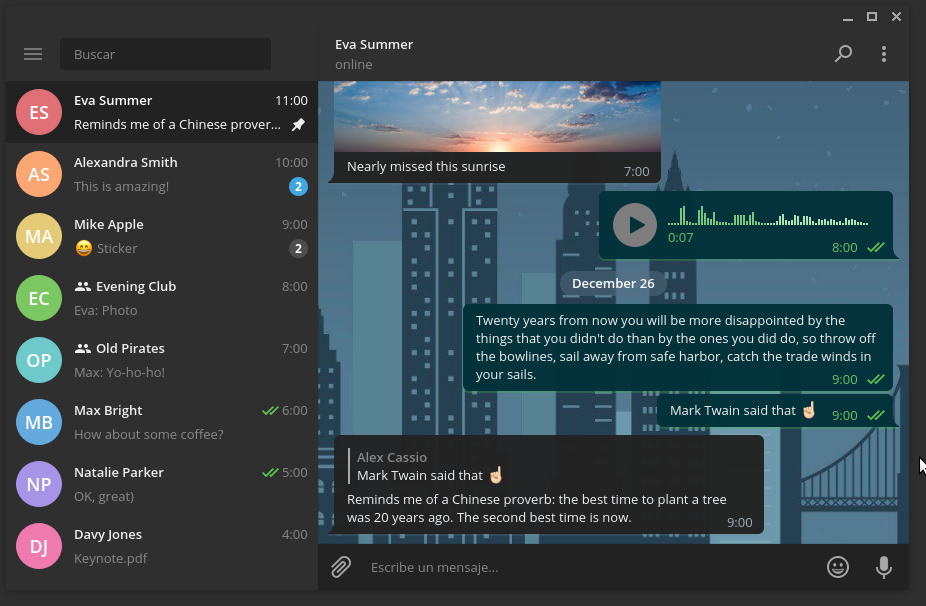 Buscar
ES
Eva Summer 11:00
Reminds me of a Chinese prover...
AS
Alexandra Smith 10:00
This is amazing! 2
MA
Mike Apple 9:00
😄 Sticker 2
EC
Evening Club 8:00
Eva: Photo
OP
Old Pirates 7:00
Max: Yo-ho-ho!
MB
Max Bright 6:00
How about some coffee?
NP
Natalie Parker 5:00
OK, great)
DJ
Davy Jones 4:00
Keynote.pdf
Eva Summer
online
Nearly missed this sunrise 7:00
0:07 8:00
December 26
Twenty years from now you will be more disappointed by the
things that you didn't do than by the ones you did do, so throw off
the bowlines, sail away from safe harbor, catch the trade winds in
your sails. 9:00
Mark Twain said that ☝🏻 9:00
Alex Cassio
Mark Twain said that ☝🏻
Reminds me of a Chinese proverb: the best time to plant a tree
was 20 years ago. The second best time is now. 9:00
Escribe un mensaje...